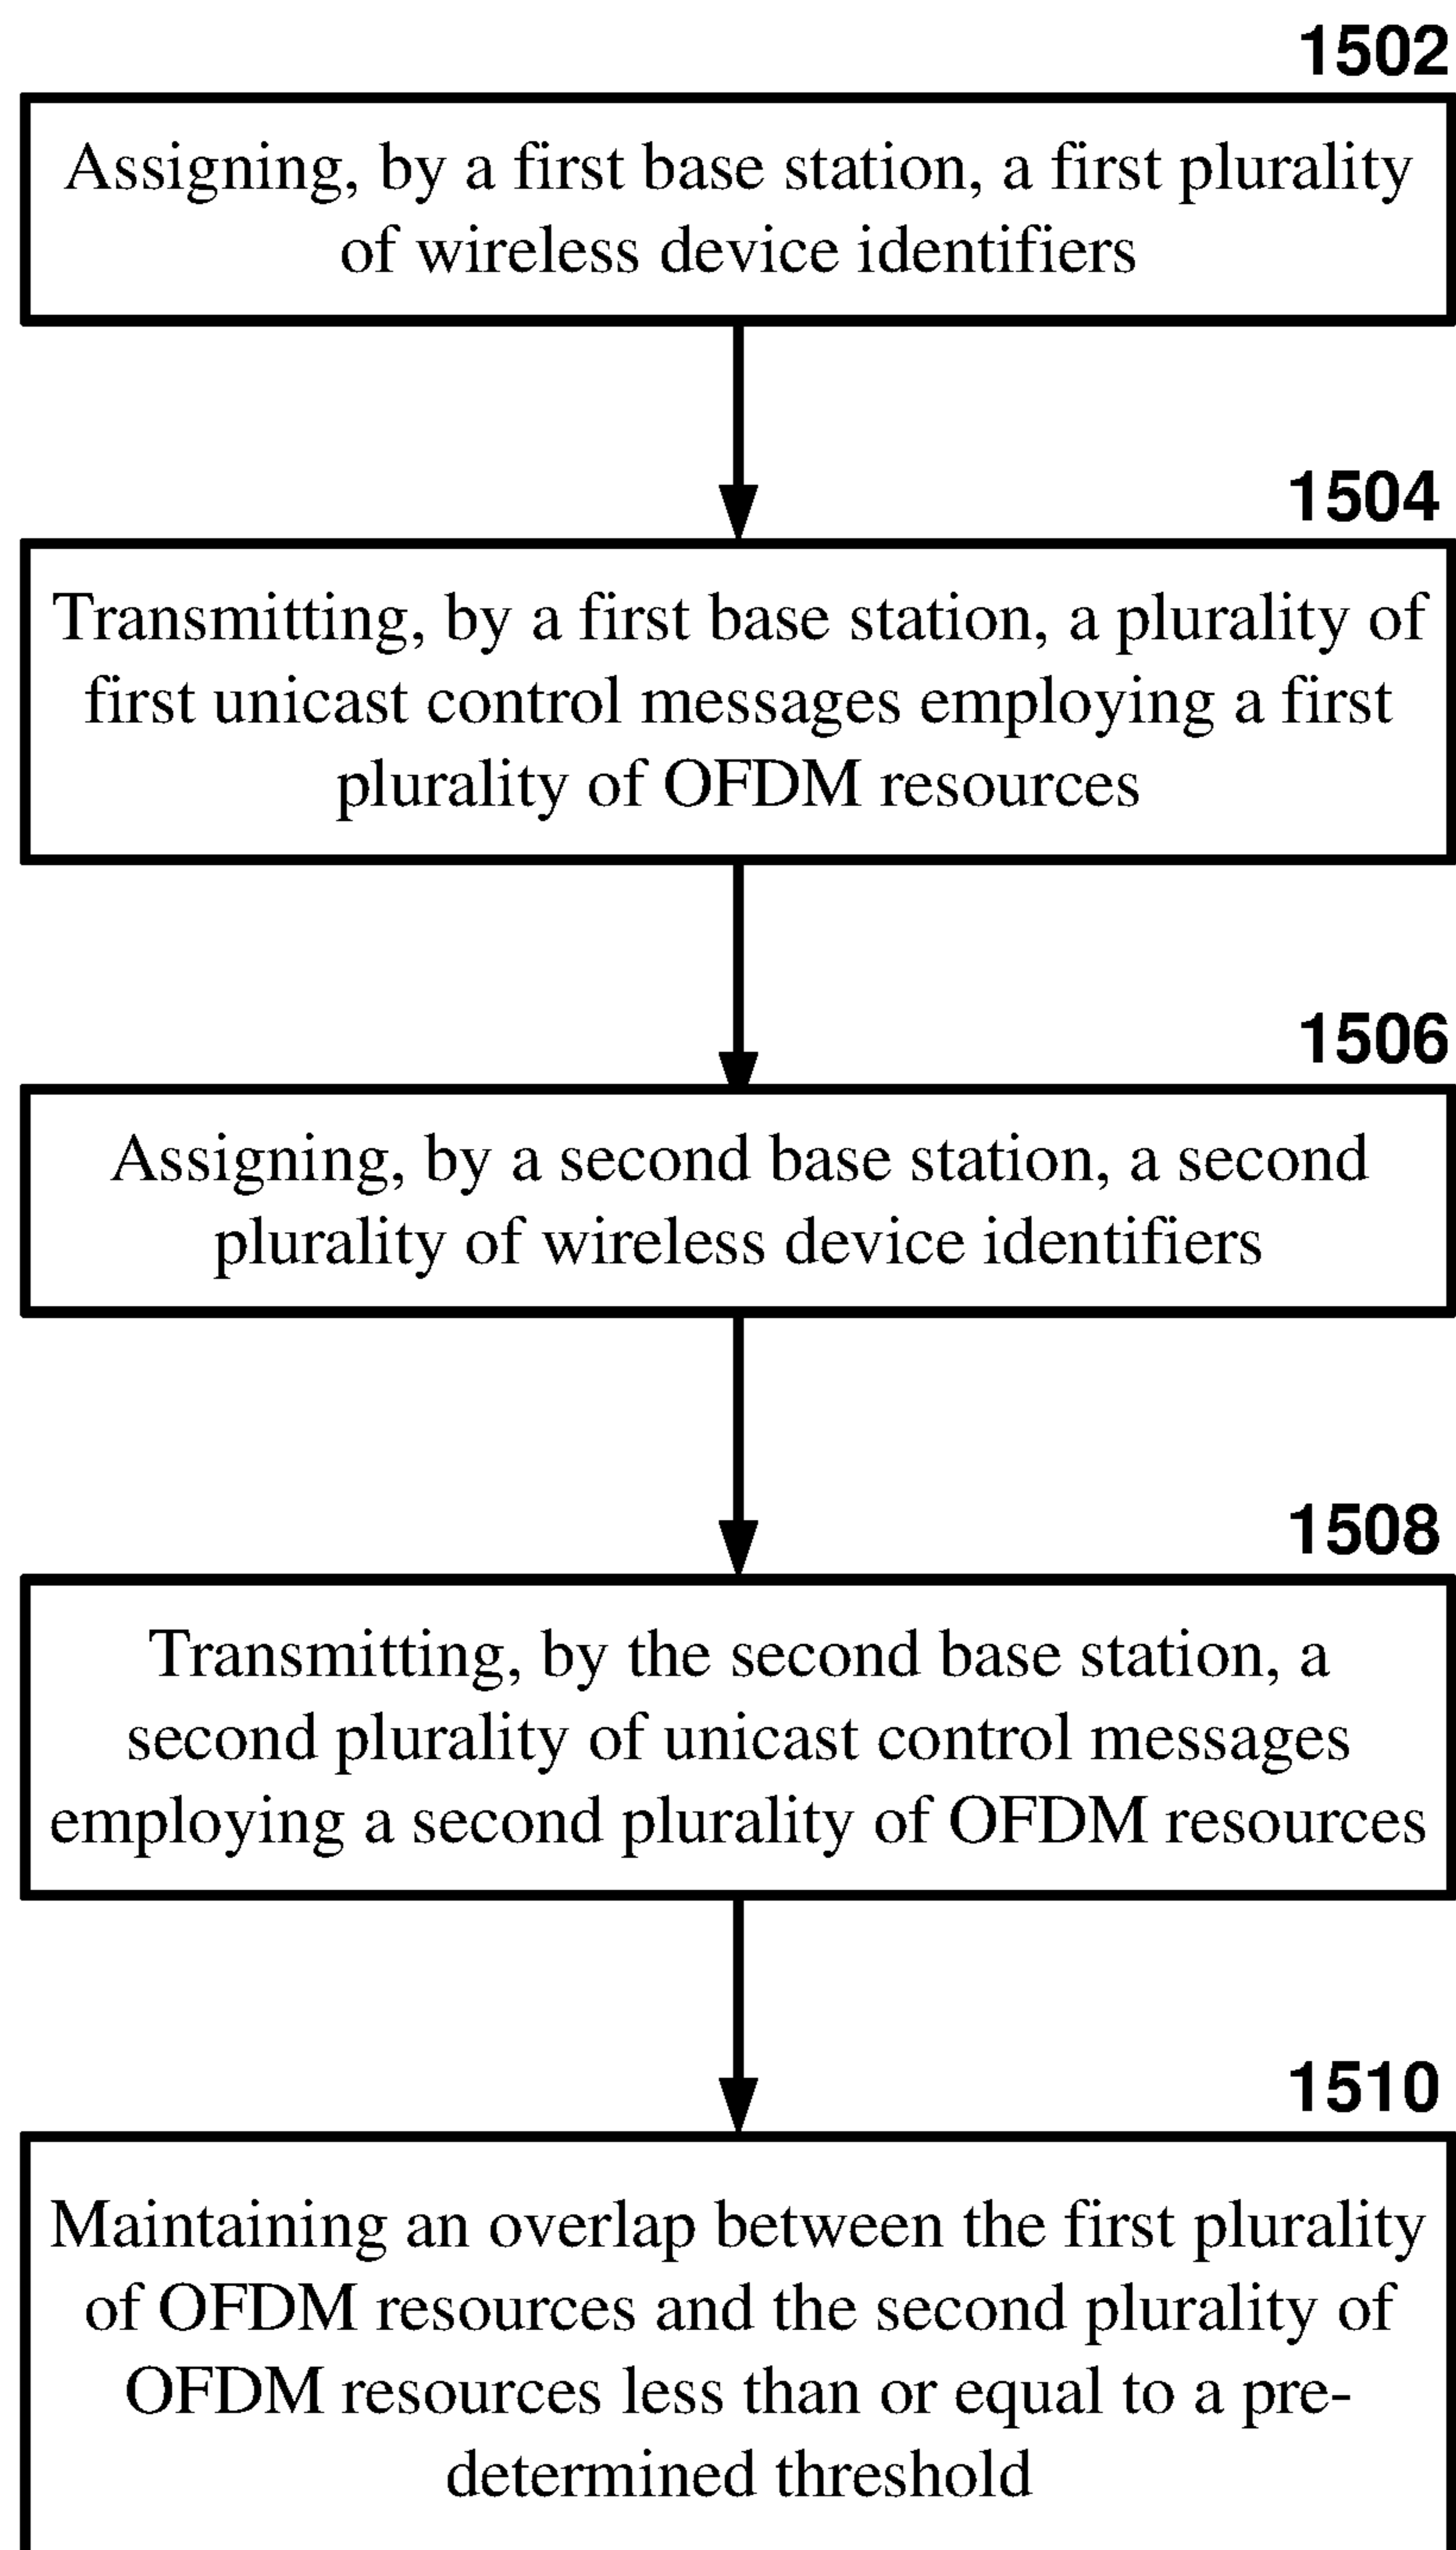 1502
Assigning, by a first base station, a first plurality
of wireless device identifiers
1504
Transmitting, by a first base station, a plurality of
first unicast control messages employing a first
plurality of OFDM resources
1506
Assigning, by a second base station, a second
plurality of wireless device identifiers
1508
Transmitting, by the second base station, a
second plurality of unicast control messages
employing a second plurality of OFDM resources
1510
Maintaining an overlap between the first plurality
of OFDM resources and the second plurality of
OFDM resources less than or equal to a pre-
determined threshold